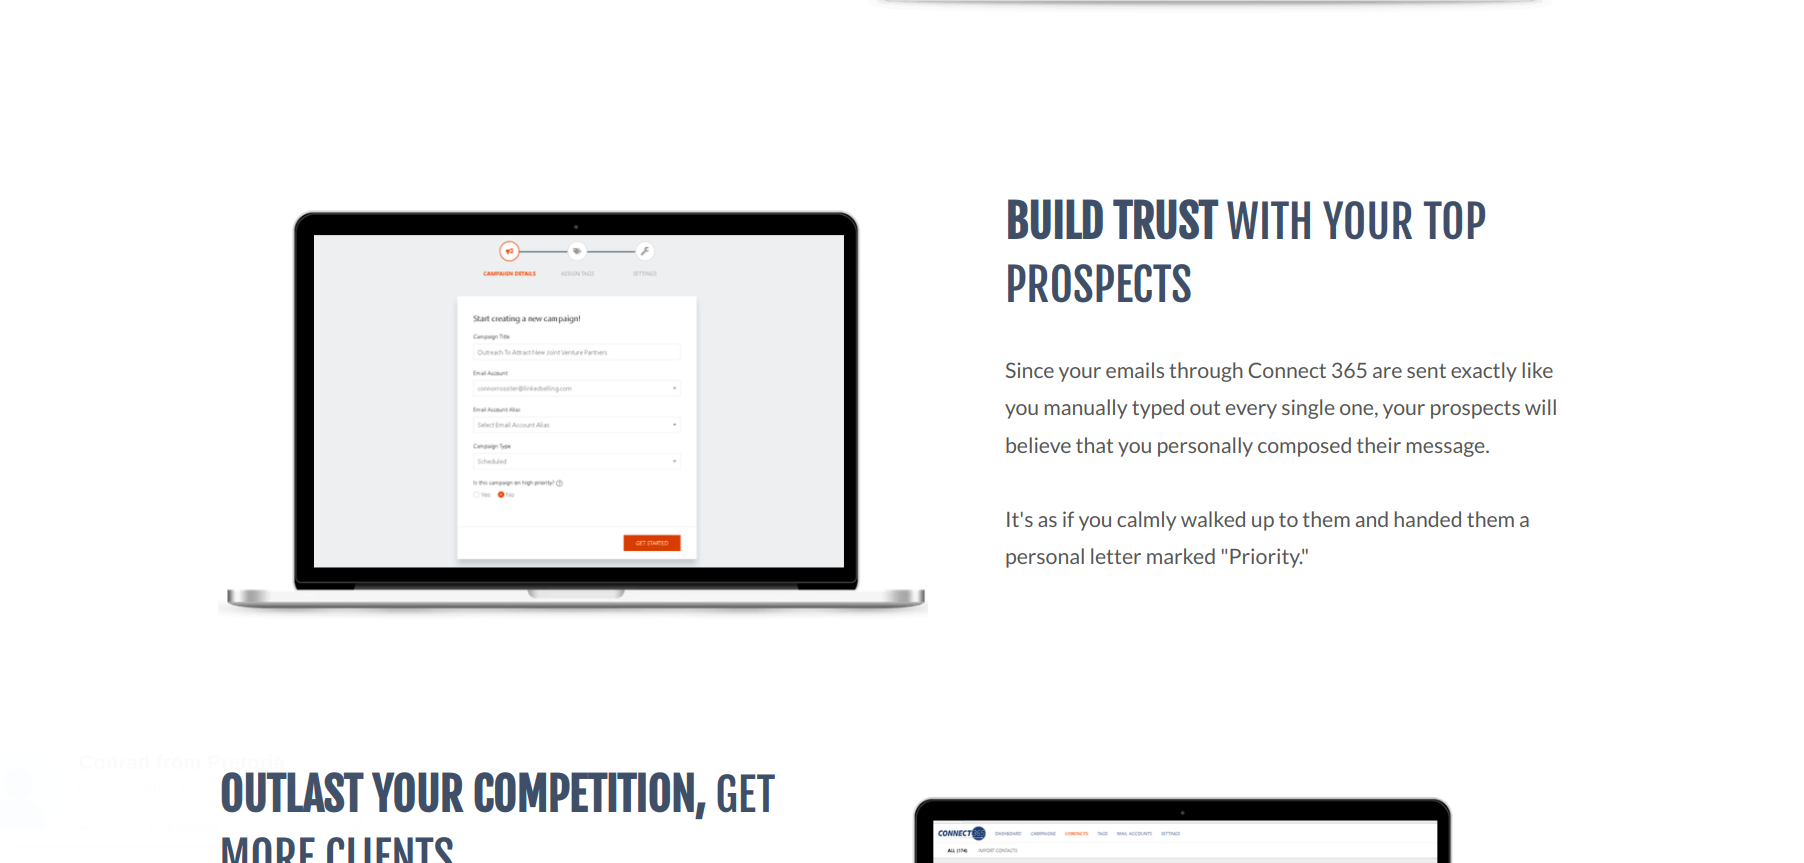 CAMPAIGN DETAILS
ASSIGN TAGS
SETTINGS
Start creating a new campaign!
Campaign Title
Outreach To Attract New Joint Venture Partners
Email Account
connorrossiter@linkedselling.com
Email Account Alias
Select Email Account Alias
Campaign Type
Scheduled
Is this campaign on high priority?
Yes No
GET STARTED
BUILD TRUST WITH YOUR TOP
PROSPECTS
Since your emails through Connect 365 are sent exactly like
you manually typed out every single one, your prospects will
believe that you personally composed their message.
It's as if you calmly walked up to them and handed them a
personal letter marked "Priority."
Conrad from Pretoria
OUTLAST YOUR COMPETITION, GET
MORE CLIENTS
CONNECT365 DASHBOARD CAMPAIGNS CONTACTS TAGS MAIL ACCOUNTS SETTINGS
ALL (174) IMPORT CONTACTS